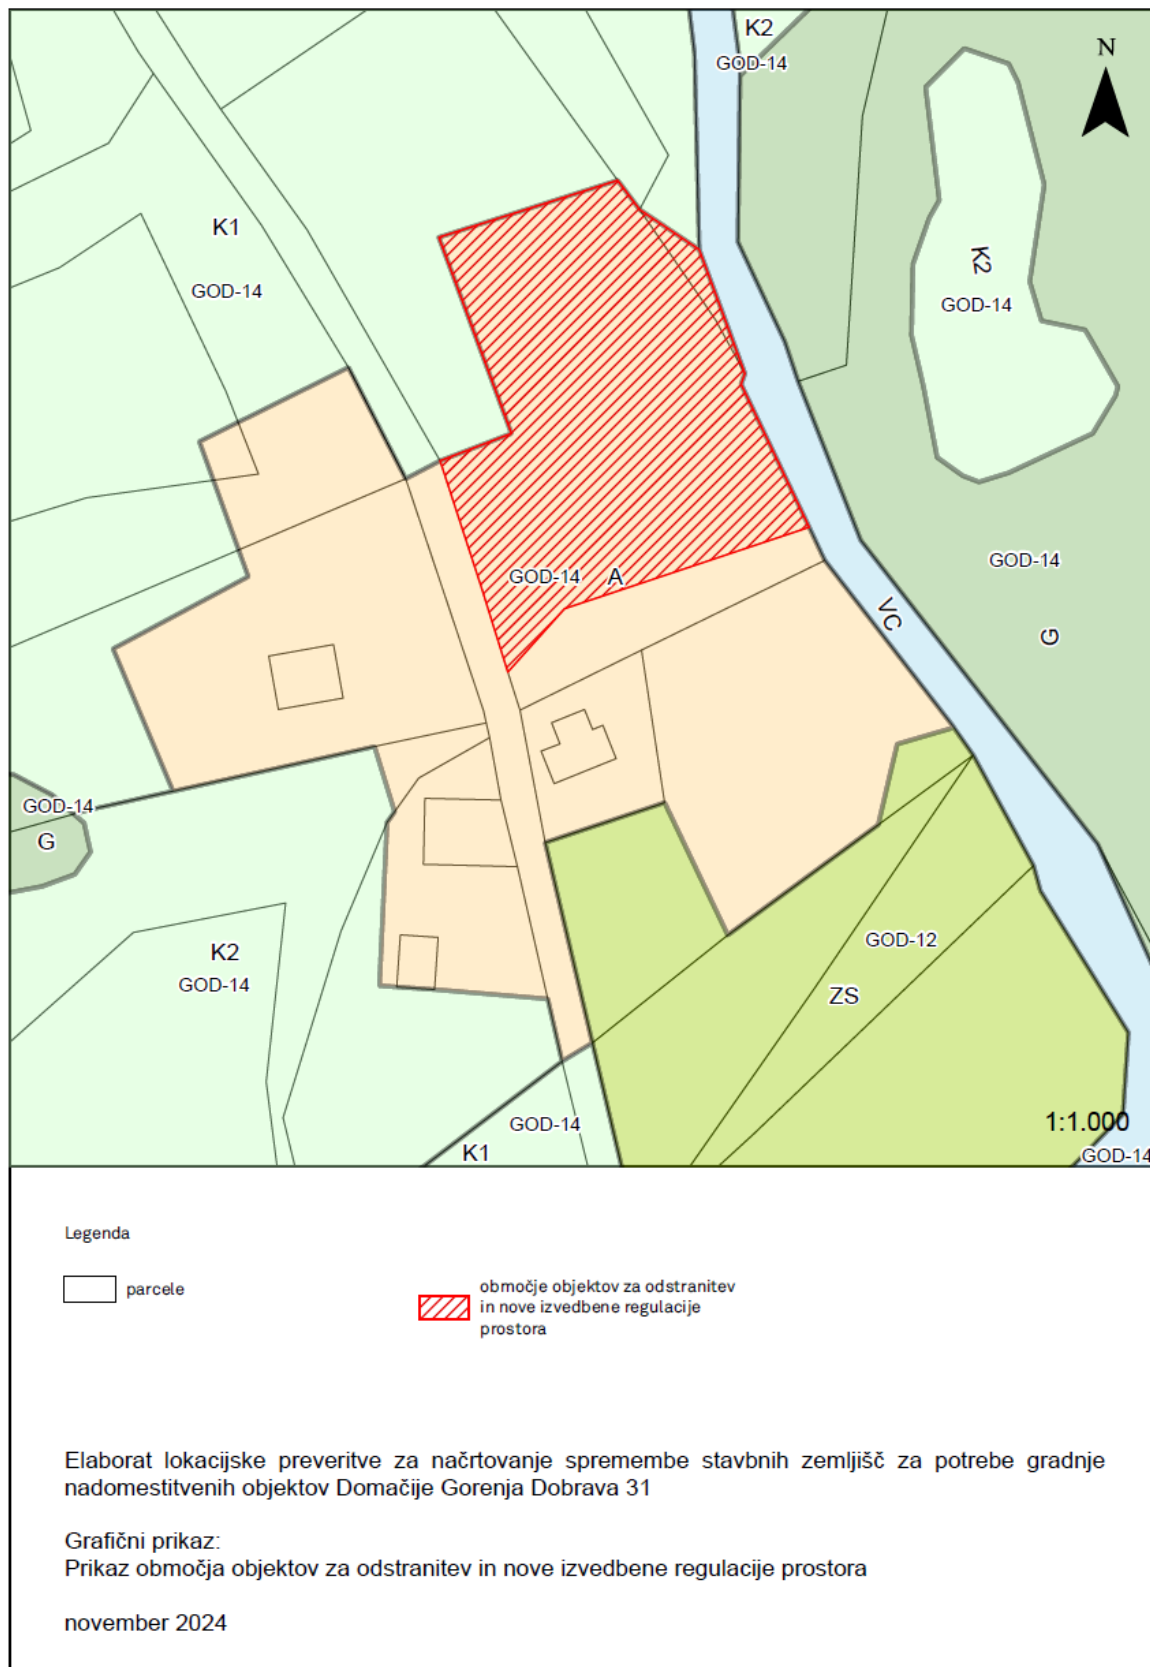 K2
GOD-14
N
K1
GOD-14
K2
GOD-14
GOD-14
A
GOD-14
VC
G
GOD-14
G
GOD-12
K2
GOD-14
ZS
1:1.000
GOD-14
K1
GOD-14
Legenda
parcele
območje objektov za odstranitev
in nove izvedbene regulacije
prostora
Elaborat lokacijske preveritve za načrtovanje spremembe stavbnih zemljišč za potrebe gradnje
nadomestitvenih objektov Domačije Gorenja Dobrava 31
Grafični prikaz:
Prikaz območja objektov za odstranitev in nove izvedbene regulacije prostora
november 2024